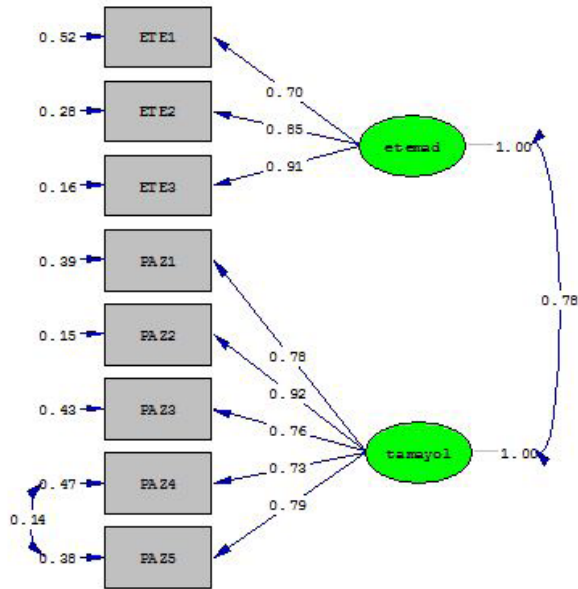 0.52 ETE1
0.70
0.28 ETE2
0.85
etemad 1.00
0.91
0.16 ETE3
0.39 PAZ1
0.78
0.15 PAZ2
0.78
0.92
0.43 PAZ3
0.76
tamayol 1.00
0.73
0.47 PAZ4
0.79
0.14
0.38 PAZ5